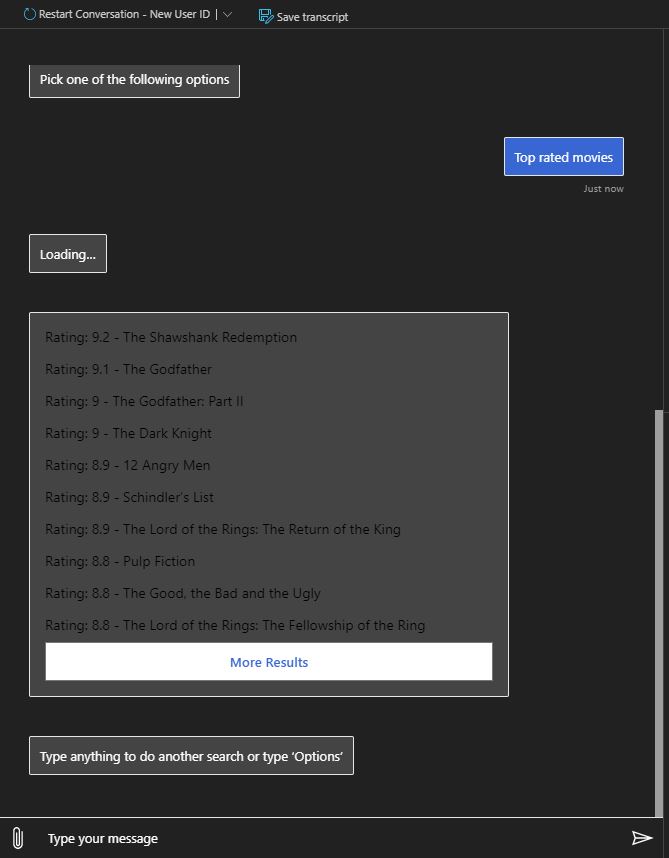 Restart Conversation - New User ID | Save transcript
Pick one of the following options
Top rated movies
Just now
Loading...
Rating: 9.2 - The Shawshank Redemption
Rating: 9.1 - The Godfather
Rating: 9 - The Godfather: Part II
Rating: 9 - The Dark Knight
Rating: 8.9 - 12 Angry Men
Rating: 8.9 - Schindler's List
Rating: 8.9 - The Lord of the Rings: The Return of the King
Rating: 8.8 - Pulp Fiction
Rating: 8.8 - The Good, the Bad and the Ugly
Rating: 8.8 - The Lord of the Rings: The Fellowship of the Ring
More Results
Type anything to do another search or type ‘Options’
Type your message